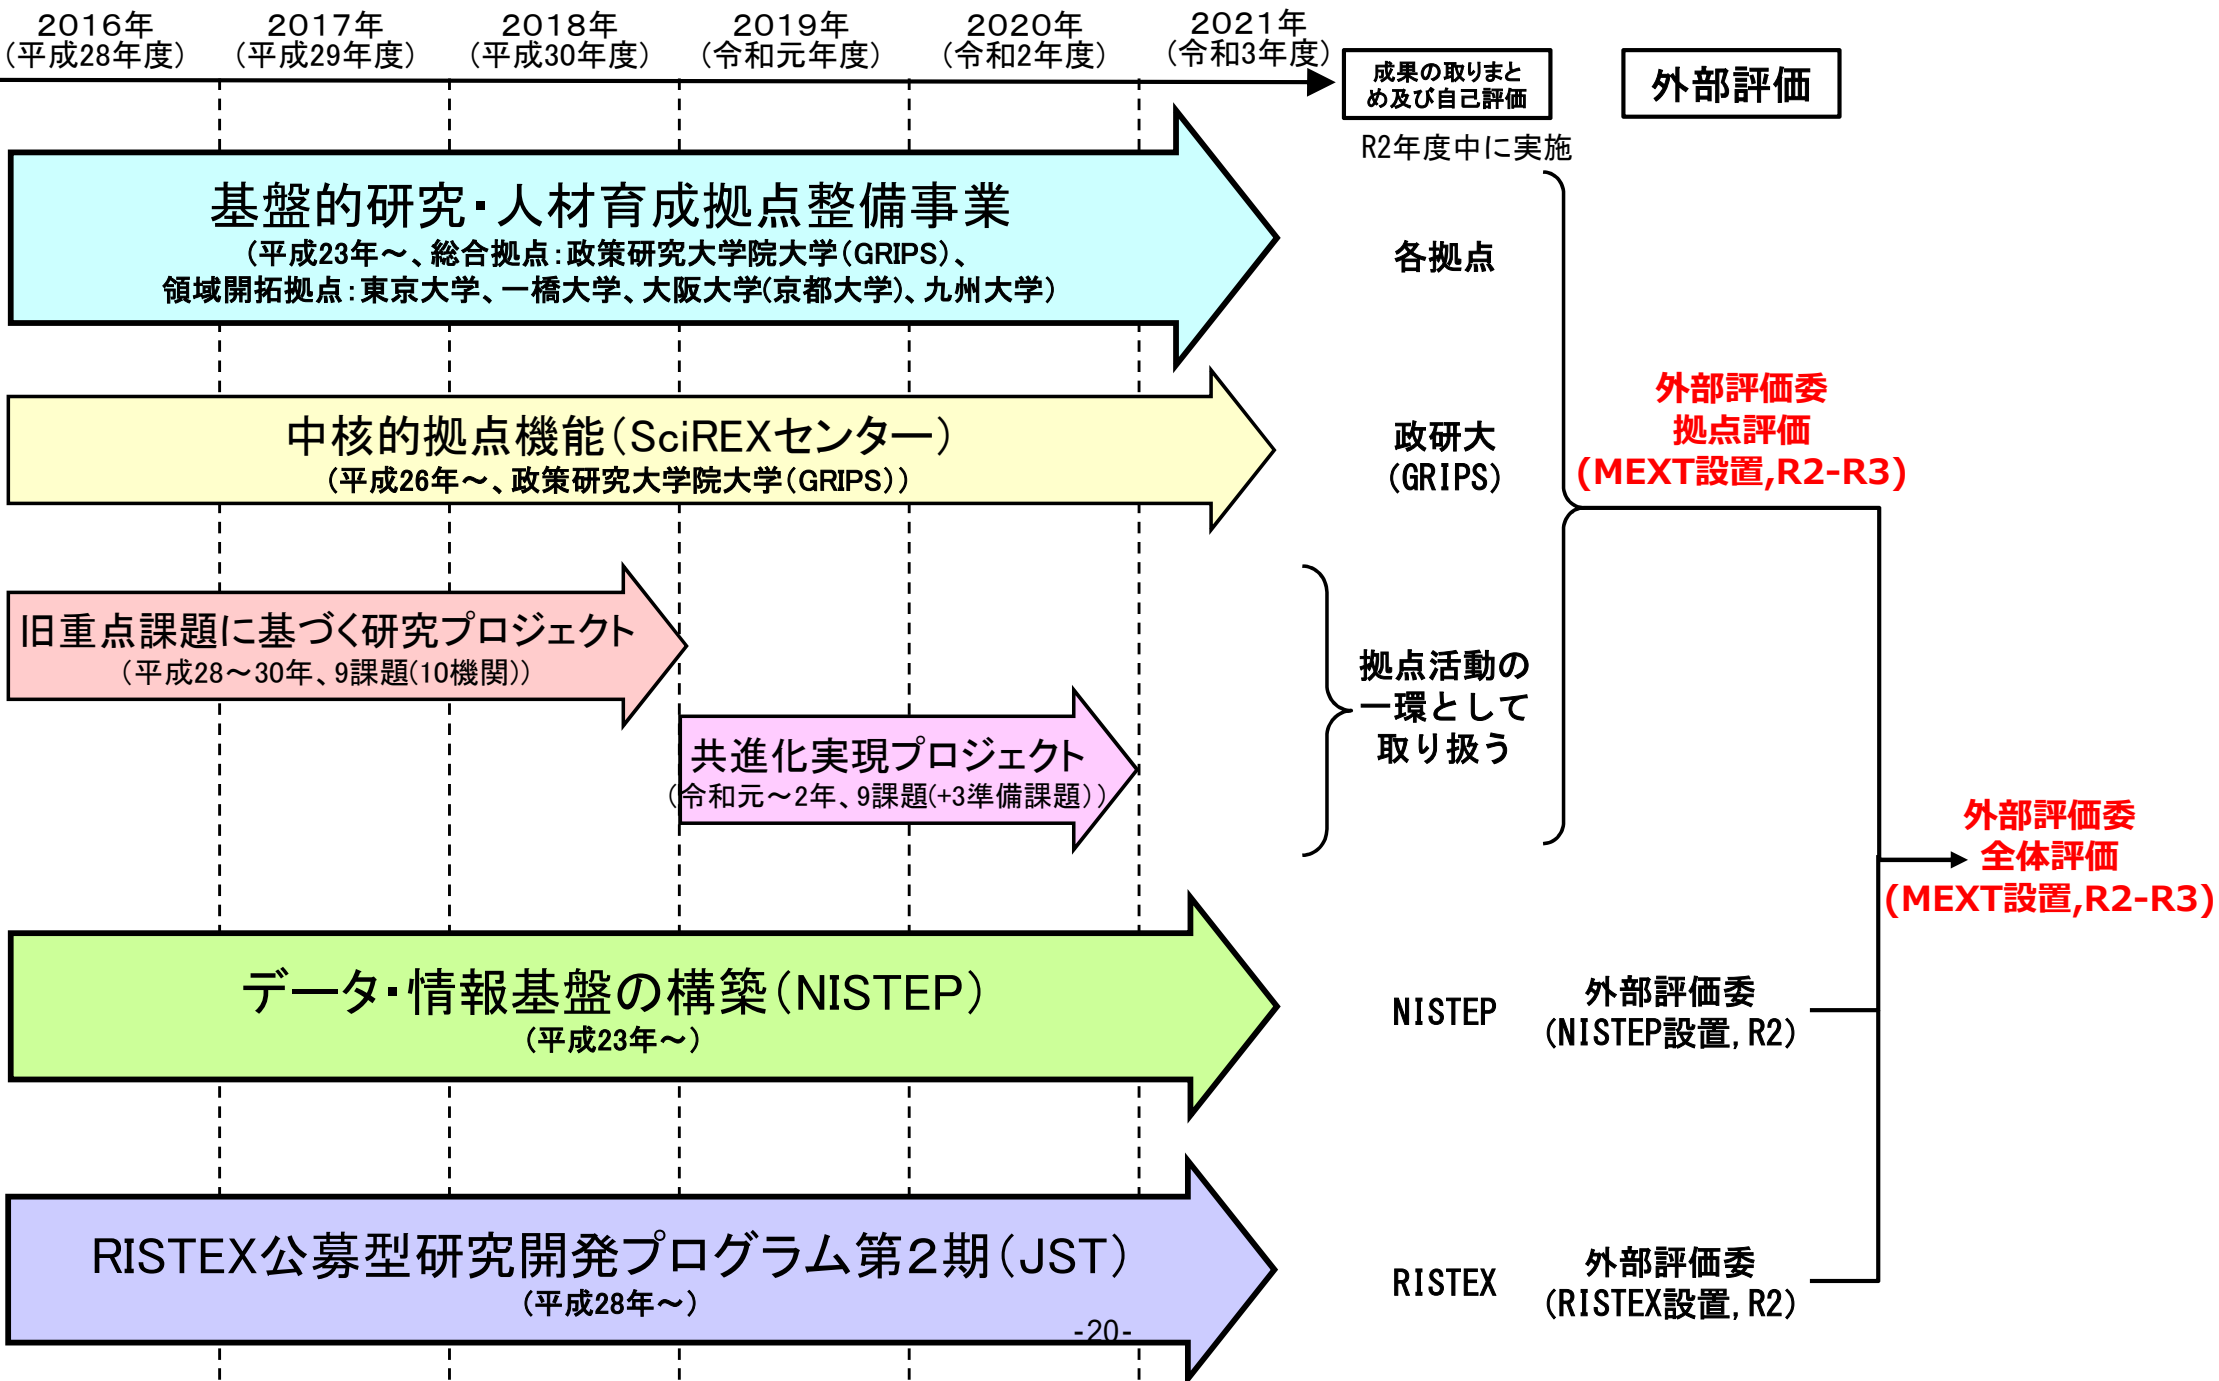 2016年
(平成28年度)
2017年
(平成29年度)
2018年
(平成30年度)
2019年
(令和元年度)
2020年
(令和2年度)
2021年
(令和3年度)
成果の取りまと
め及び自己評価
外部評価
R2年度中に実施
基盤的研究・人材育成拠点整備事業
(平成23年～、総合拠点：政策研究大学院大学(GRIPS)、
領域開拓拠点：東京大学、一橋大学、大阪大学(京都大学)、九州大学)
各拠点
中核的拠点機能(SciREXセンター)
(平成26年～、政策研究大学院大学(GRIPS))
政研大
(GRIPS)
外部評価委
拠点評価
(MEXT設置,R2-R3)
旧重点課題に基づく研究プロジェクト
(平成28～30年、9課題(10機関))
共進化実現プロジェクト
(令和元～2年、9課題(+3準備課題))
拠点活動の
一環として
取り扱う
外部評価委
全体評価
(MEXT設置,R2-R3)
データ・情報基盤の構築(NISTEP)
(平成23年～)
NISTEP
外部評価委
(NISTEP設置, R2)
RISTEX公募型研究開発プログラム第2期(JST)
(平成28年～)
RISTEX
外部評価委
(RISTEX設置, R2)
-20-